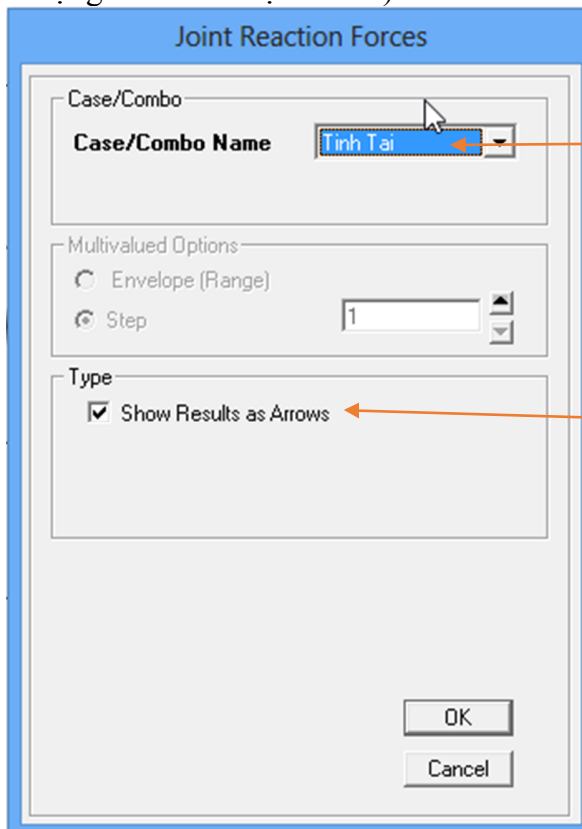 Joint Reaction Forces
Case/Combo
Case/Combo Name Tinh Tai
Multivalued Options
Envelope (Range)
Step 1
Type
Show Results as Arrows
OK
Cancel